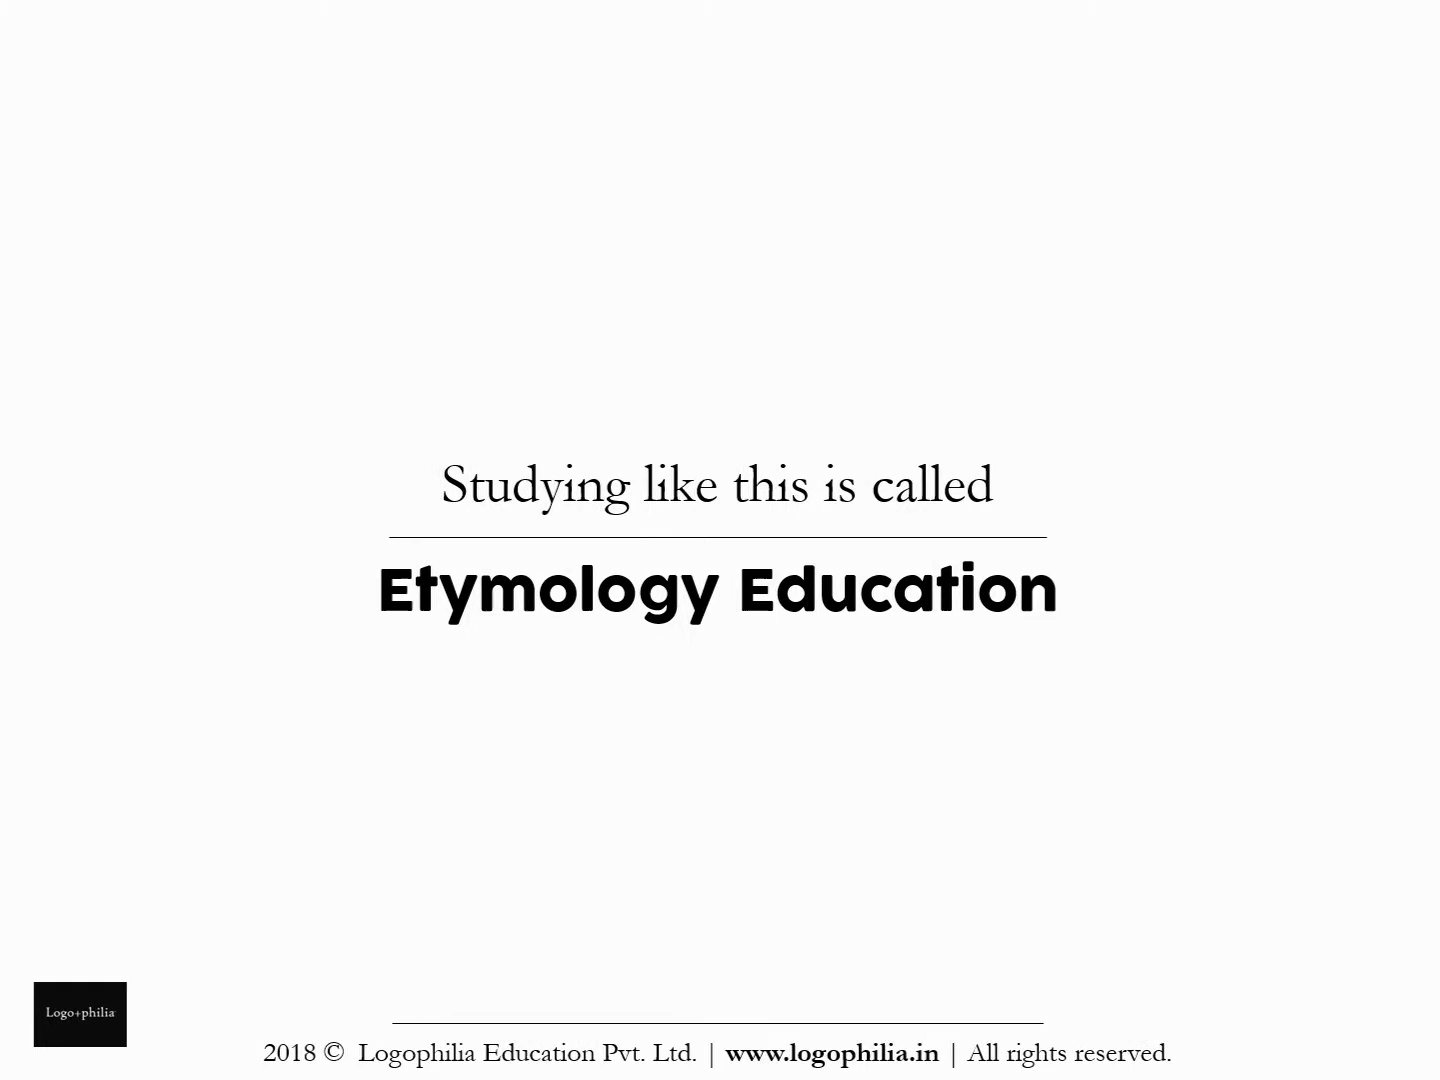 Studying like this is called
Etymology Education
Logo+philia
2018 © Logophilia Education Pvt. Ltd. | www.logophilia.in | All rights reserved.